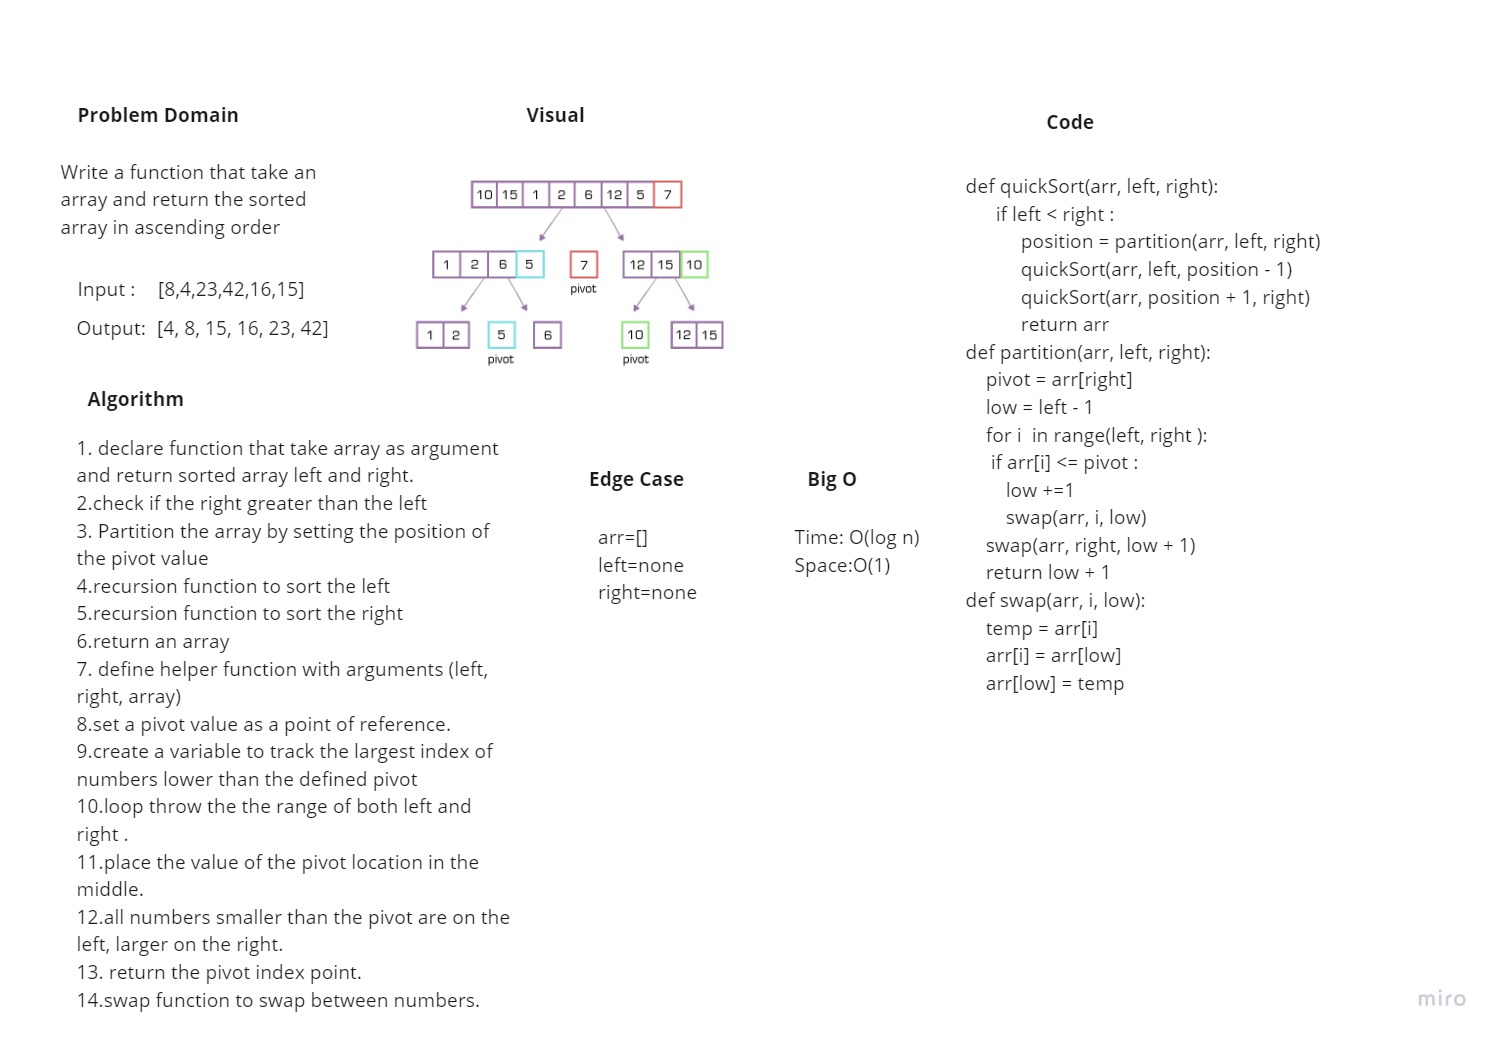 Problem Domain
Write a function that take an
array and return the sorted
array in ascending order
Input : [8,4,23,42,16,15]
Output: [4, 8, 15, 16, 23, 42]
Visual
10 15 1 2 6 12 5 7
1 2 6 5 7 12 15 10
pivot
1 2 5 6 10 12 15
pivot pivot
Algorithm
1. declare function that take array as argument
and return sorted array left and right.
2.check if the right greater than the left
3. Partition the array by setting the position of
the pivot value
4.recursion function to sort the left
5.recursion function to sort the right
6.return an array
7. define helper function with arguments (left,
right, array)
8.set a pivot value as a point of reference.
9.create a variable to track the largest index of
numbers lower than the defined pivot
10.loop throw the the range of both left and
right .
11.place the value of the pivot location in the
middle.
12.all numbers smaller than the pivot are on the
left, larger on the right.
13. return the pivot index point.
14.swap function to swap between numbers.
Edge Case
arr=[]
left=none
right=none
Big O
Time: O(log n)
Space:O(1)
Code
def quickSort(arr, left, right):
if left < right :
position = partition(arr, left, right)
quickSort(arr, left, position - 1)
quickSort(arr, position + 1, right)
return arr
def partition(arr, left, right):
pivot = arr[right]
low = left - 1
for i in range(left, right ):
if arr[i] <= pivot :
low +=1
swap(arr, i, low)
swap(arr, right, low + 1)
return low + 1
def swap(arr, i, low):
temp = arr[i]
arr[i] = arr[low]
arr[low] = temp
miro